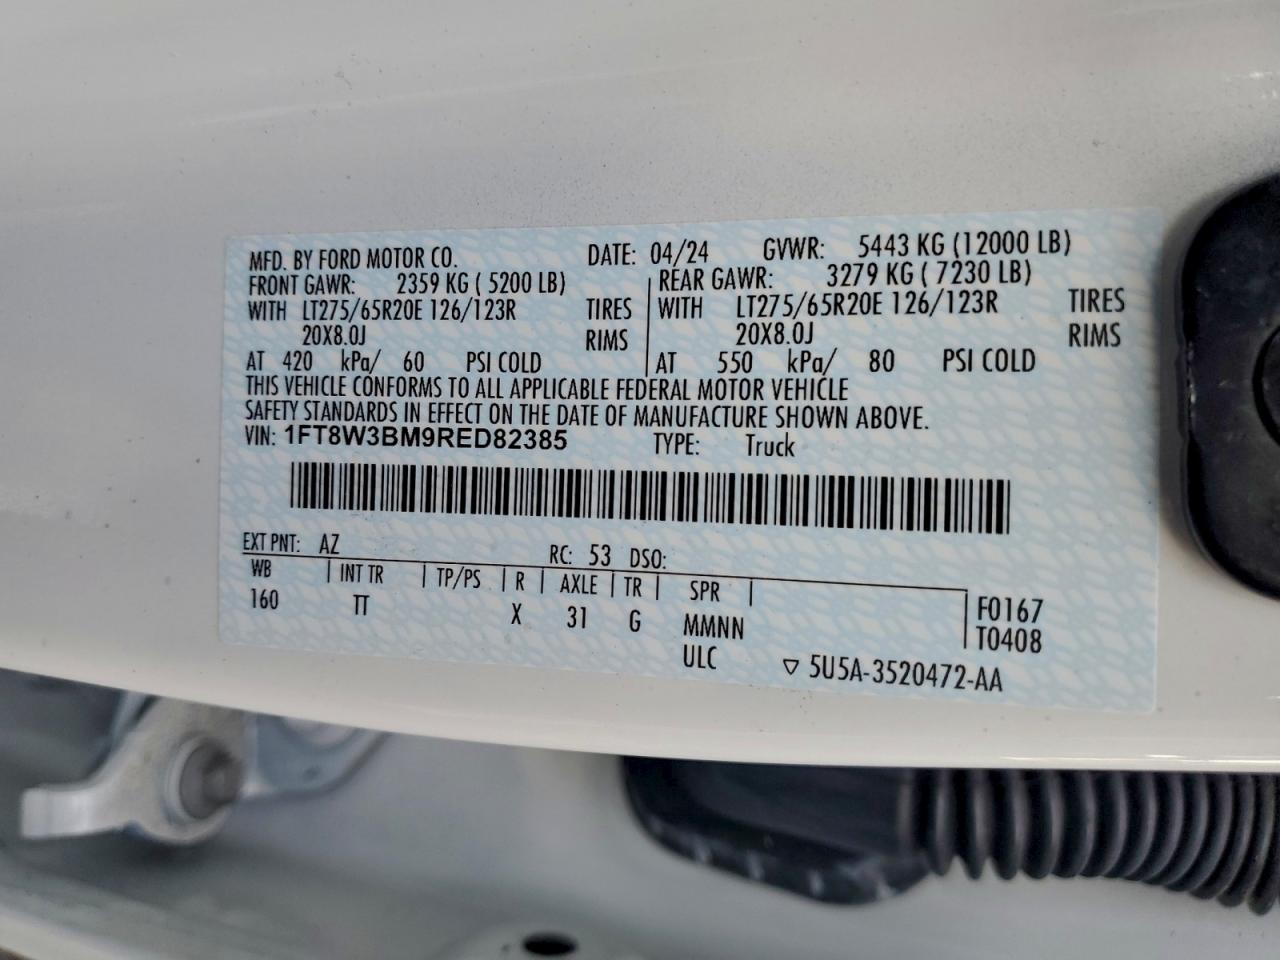 MFD. BY FORD MOTOR CO. DATE: 04/24 GVWR: 5443 KG (12000 LB)
FRONT GAWR: 2359 KG ( 5200 LB) REAR GAWR: 3279 KG ( 7230 LB)
WITH LT275/65R20E 126/123R TIRES WITH LT275/65R20E 126/123R TIRES
20X8.0J RIMS 20X8.0J RIMS
AT 420 kPa/ 60 PSI COLD AT 550 kPa/ 80 PSI COLD
THIS VEHICLE CONFORMS TO ALL APPLICABLE FEDERAL MOTOR VEHICLE
SAFETY STANDARDS IN EFFECT ON THE DATE OF MANUFACTURE SHOWN ABOVE.
VIN: 1FT8W3BM9RED82385 TYPE: Truck
EXT PNT: AZ RC: 53 DSO:
WB INT TR TP/PS R AXLE TR SPR F0167
160 TT X 31 G MMNN T0408
ULC ▽ 5U5A-3520472-AA